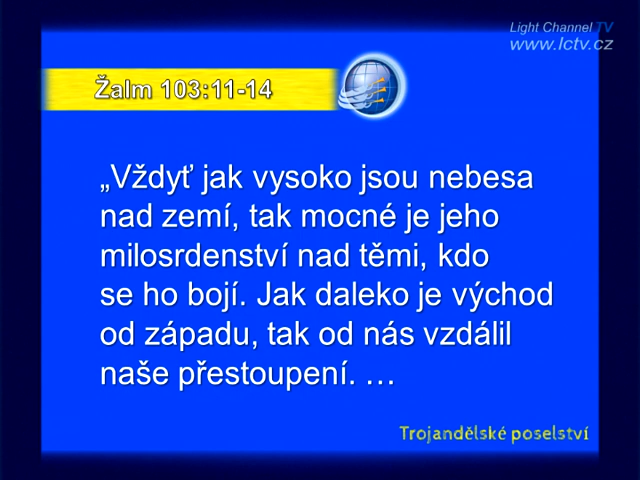 Light Channel TV
www.lctv.cz
Žalm 103:11-14
„Vždyť jak vysoko jsou nebesa
nad zemí, tak mocné je jeho
milosrdenství nad těmi, kdo
se ho bojí. Jak daleko je východ
od západu, tak od nás vzdálil
naše přestoupení. …
Trojandělské poselství